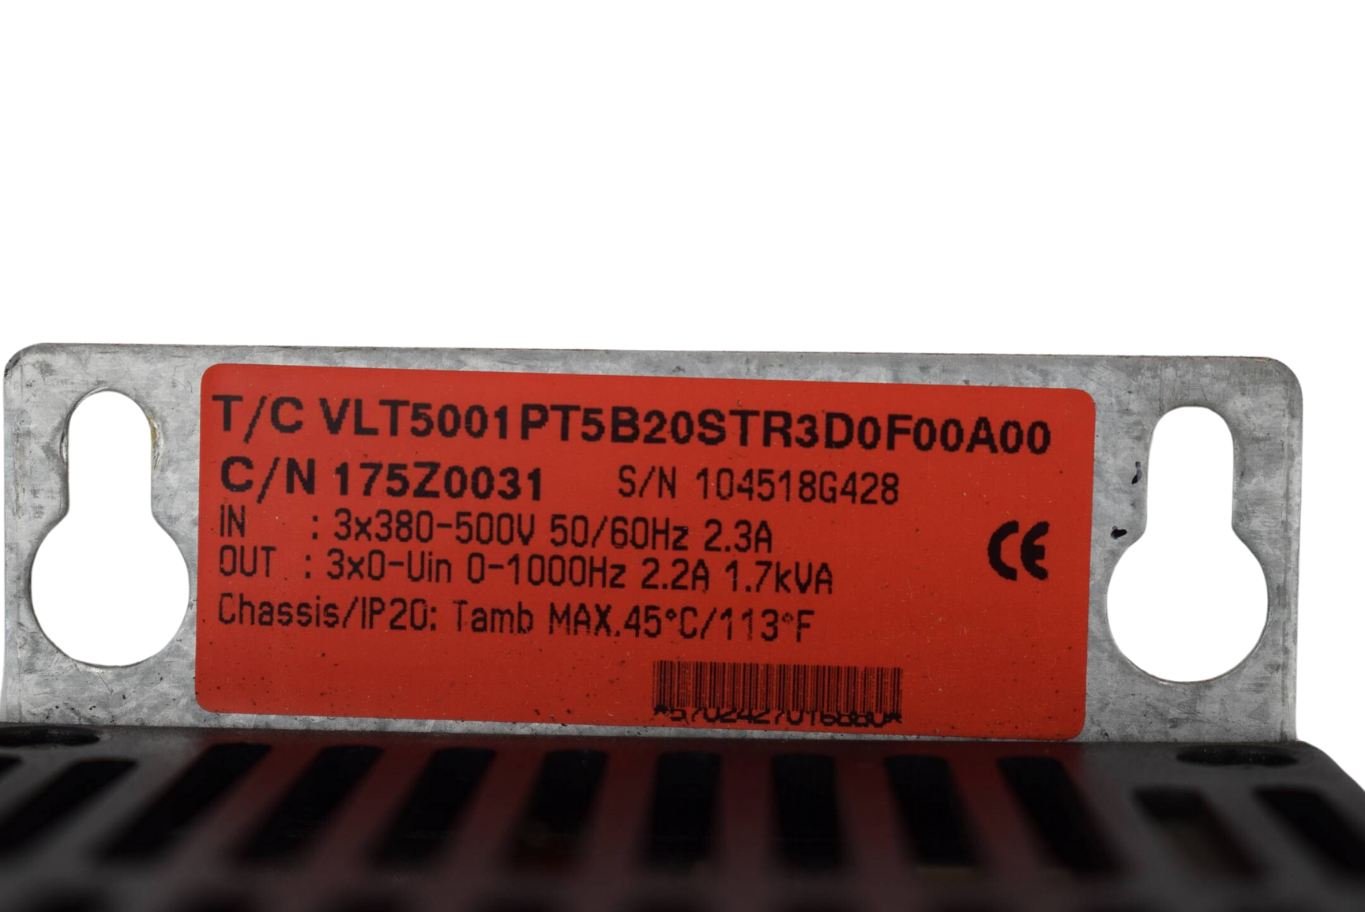 T/C VLT5001PT5B20STR3D0F00A00
C/N 175Z0031 S/N 104518G428
IN : 3x380-500V 50/60Hz 2.3A
OUT : 3x0-Uin 0-1000Hz 2.2A 1.7kVA
CE
Chassis/IP20: Tamb MAX.45°C/113°F